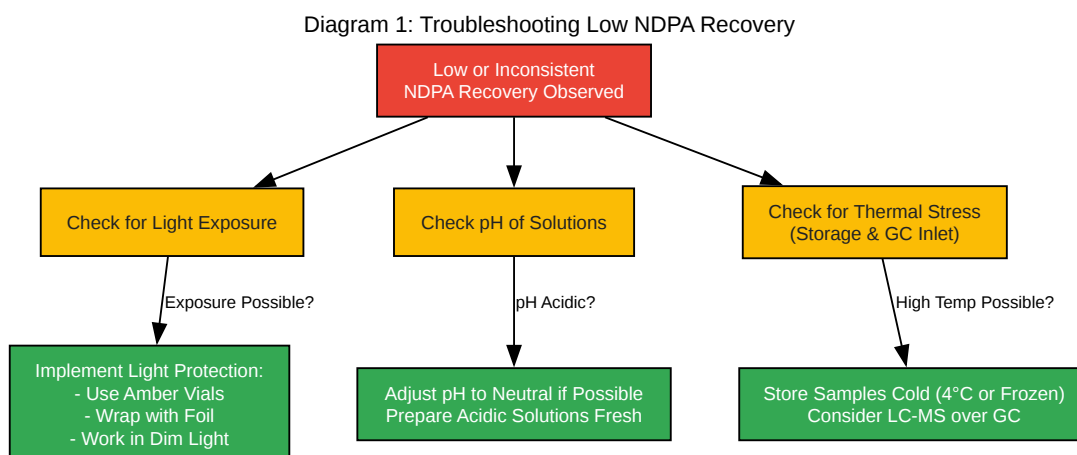 Diagram 1: Troubleshooting Low NDPA Recovery
Low or Inconsistent
NDPA Recovery Observed
Check for Light Exposure
Check pH of Solutions
Check for Thermal Stress
(Storage & GC Inlet)
Exposure Possible?
pH Acidic?
High Temp Possible?
Implement Light Protection:
- Use Amber Vials
- Wrap with Foil
- Work in Dim Light
Adjust pH to Neutral if Possible
Prepare Acidic Solutions Fresh
Store Samples Cold (4°C or Frozen)
Consider LC-MS over GC